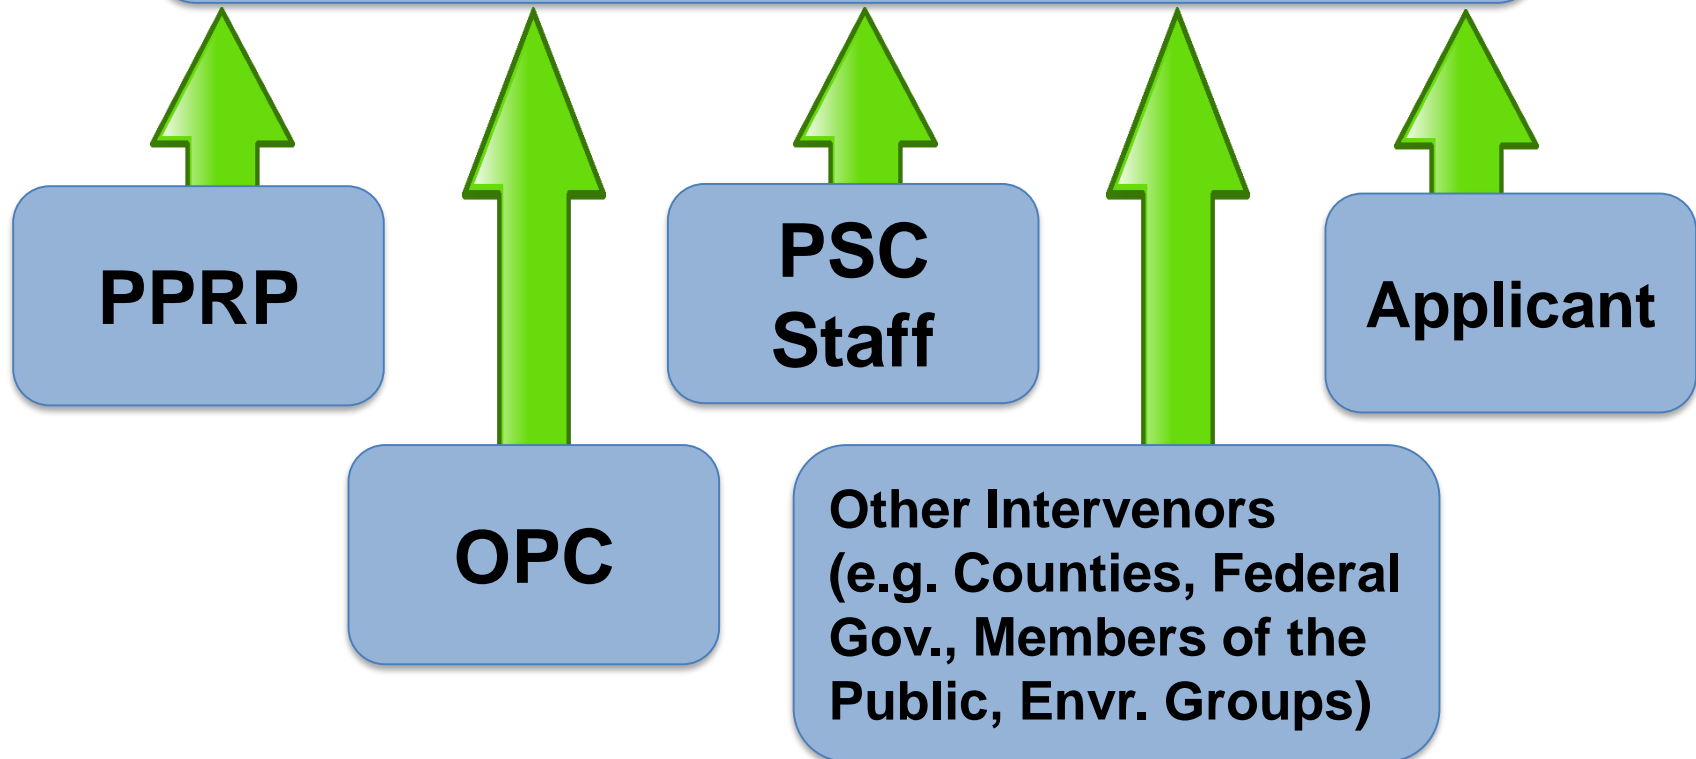 PPRP
PSC
Staff
Applicant
OPC
Other Intervenors
(e.g. Counties, Federal
Gov., Members of the
Public, Envr. Groups)